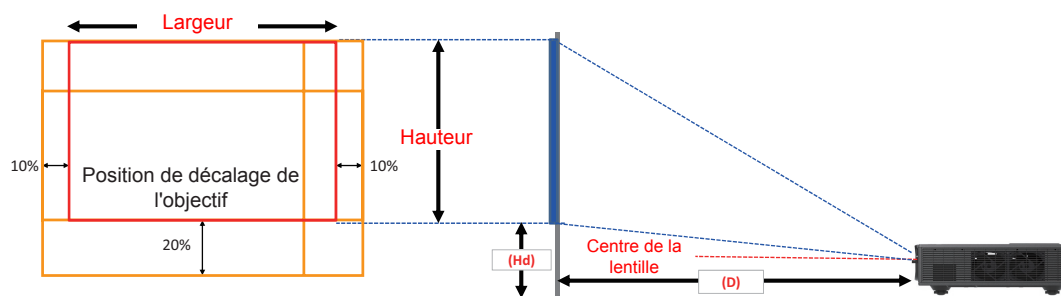 Largeur
Hauteur
10%
Position de décalage de
l'objectif
10%
20%
(Hd)
Centre de la
lentille
(D)